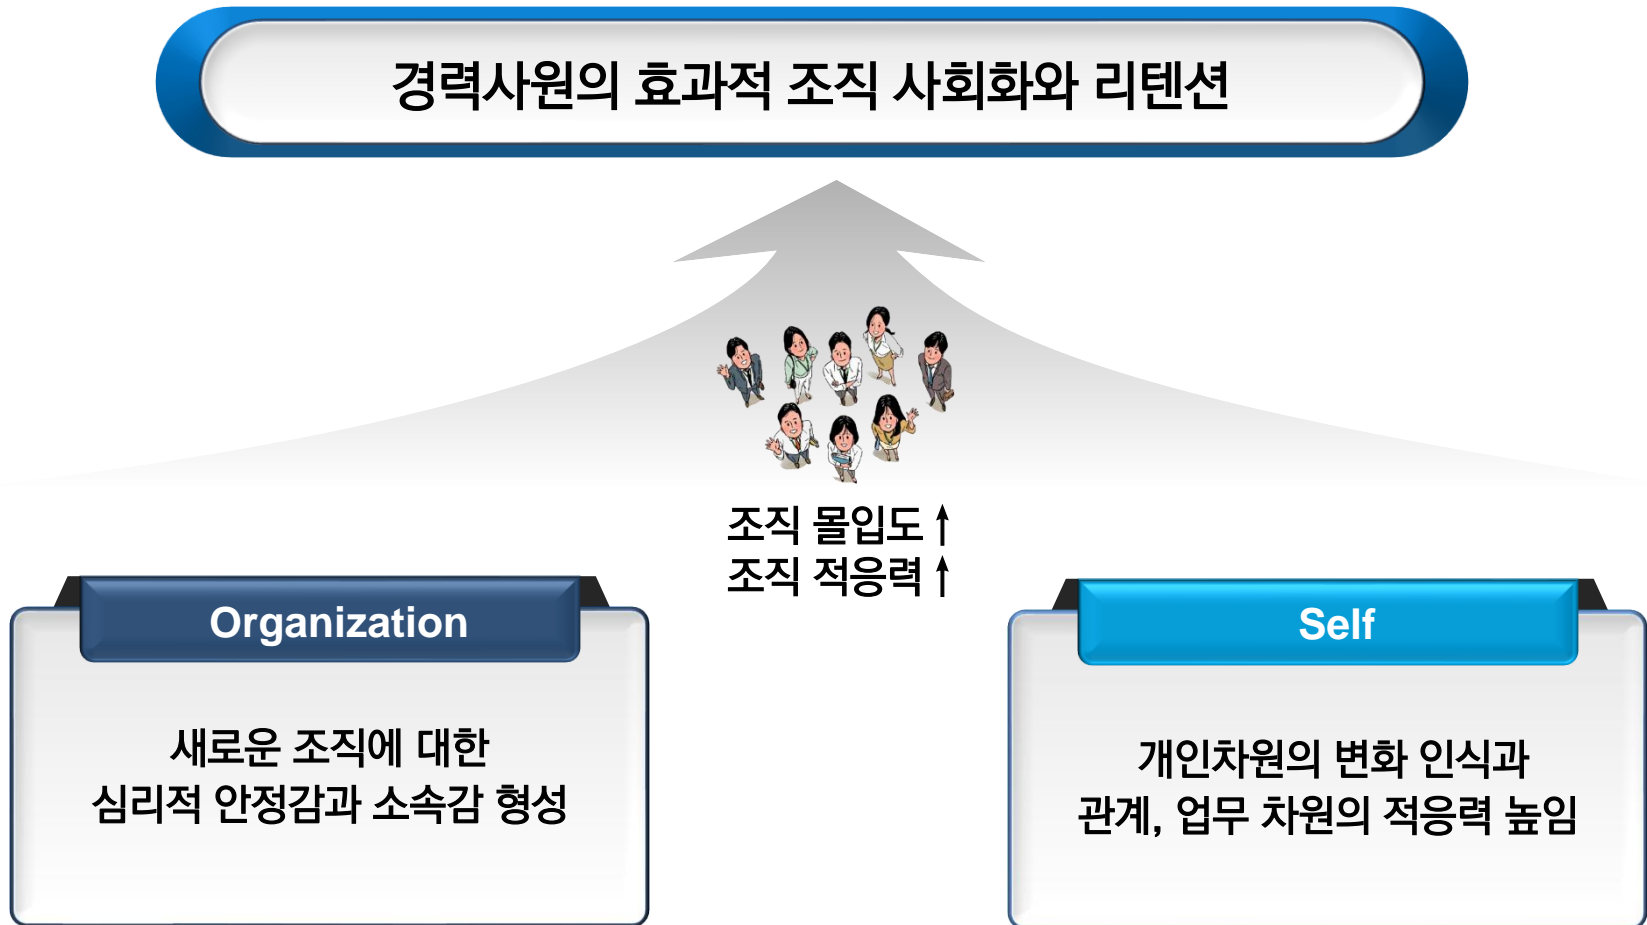 경력사원의 효과적 조직 사회화와 리텐션
조직 몰입도↑
조직 적응력↑
Organization
새로운 조직에 대한
심리적 안정감과 소속감 형성
Self
개인차원의 변화 인식과
관계, 업무 차원의 적응력 높임